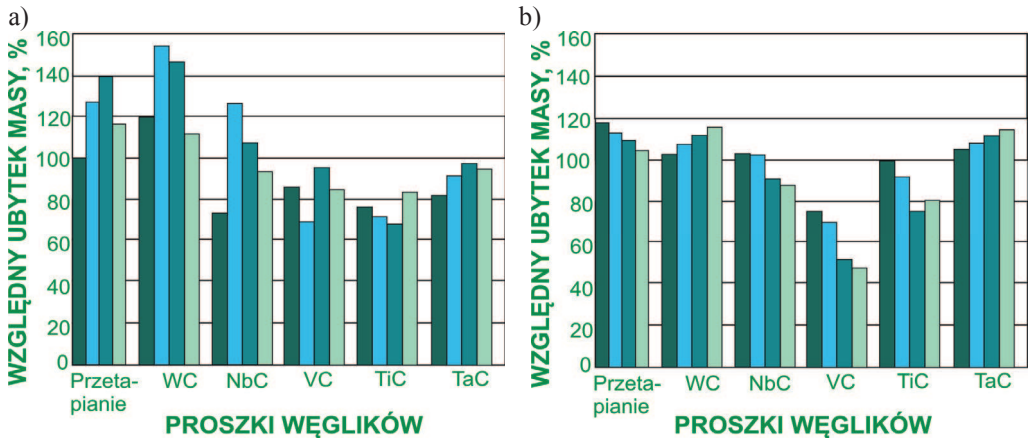 a)
WZGLĘDNY UBYTEK MASY, %
160
140
120
100
80
60
40
20
0
Przeta-
pianie
WC
NbC
VC
TiC
TaC
PROSZKI WĘGLIKÓW
b)
WZGLĘDNY UBYTEK MASY, %
160
140
120
100
80
60
40
20
0
Przeta-
pianie
WC
NbC
VC
TiC
TaC
PROSZKI WĘGLIKÓW